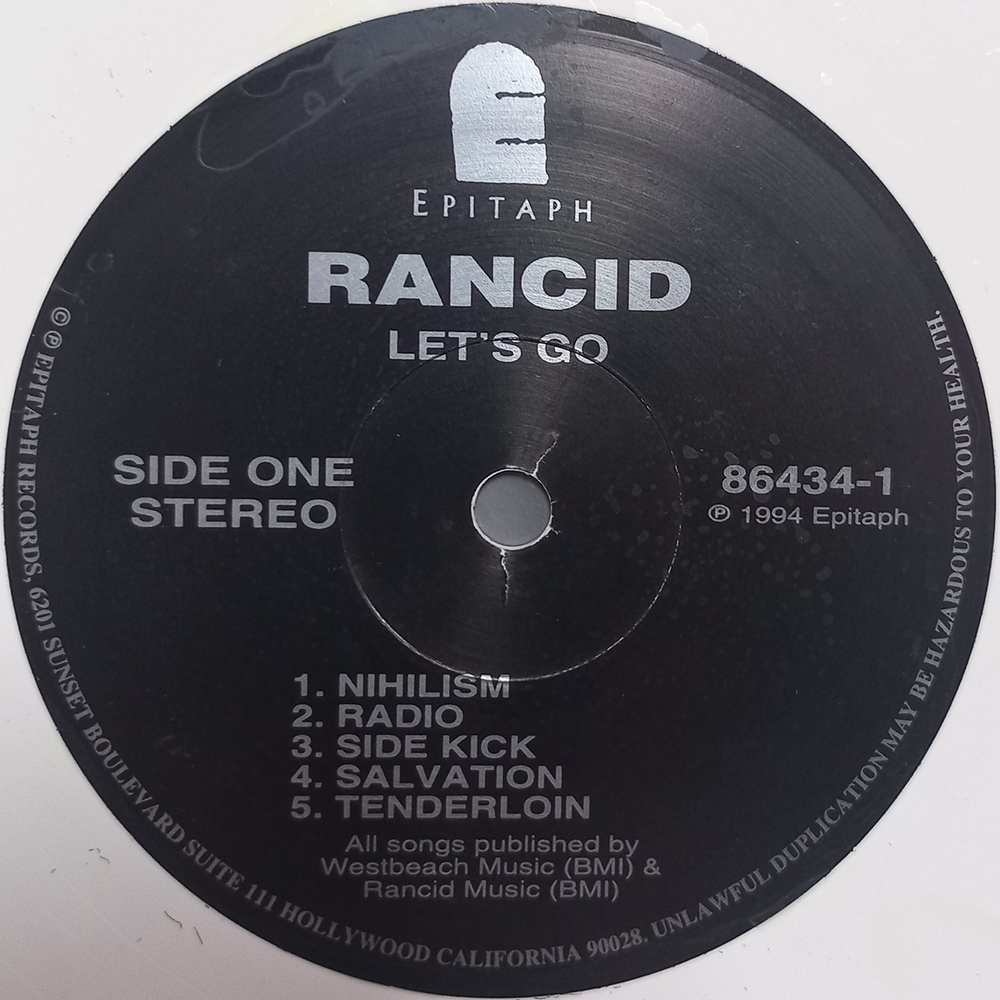 EPITAPH
RANCID
LET'S GO
SIDE ONE
STEREO
86434-1
℗ 1994 Epitaph
1. NIHILISM
2. RADIO
3. SIDE KICK
4. SALVATION
5. TENDERLOIN
All songs published by
Westbeach Music (BMI) &
Rancid Music (BMI)
©℗ EPITAPH RECORDS, 6201 SUNSET BOULEVARD SUITE 111 HOLLYWOOD CALIFORNIA 90028. UNLAWFUL DUPLICATION MAY BE HAZARDOUS TO YOUR HEALTH.